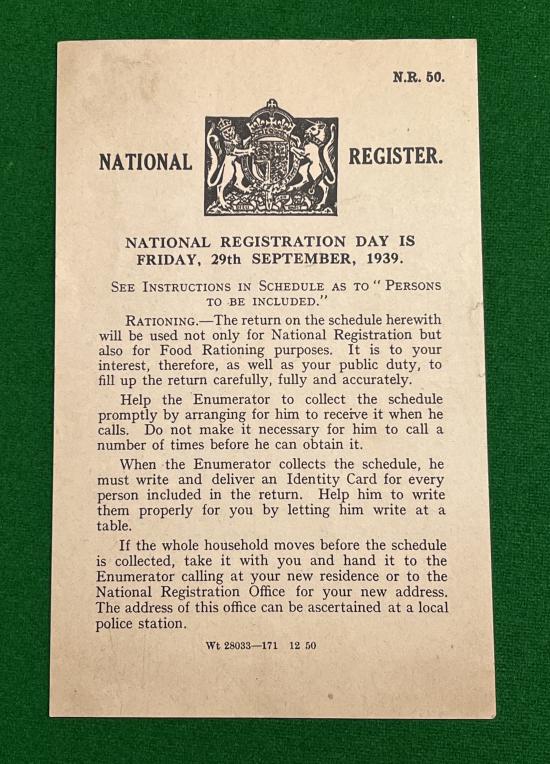 N.R. 50.
NATIONAL REGISTER.
NATIONAL REGISTRATION DAY IS
FRIDAY, 29th SEPTEMBER, 1939.
SEE INSTRUCTIONS IN SCHEDULE AS TO "PERSONS
TO BE INCLUDED."
RATIONING.—The return on the schedule herewith
will be used not only for National Registration but
also for Food Rationing purposes. It is to your
interest, therefore, as well as your public duty, to
fill up the return carefully, fully and accurately.
Help the Enumerator to collect the schedule
promptly by arranging for him to receive it when he
calls. Do not make it necessary for him to call a
number of times before he can obtain it.
When the Enumerator collects the schedule, he
must write and deliver an Identity Card for every
person included in the return. Help him to write
them properly for you by letting him write at a
table.
If the whole household moves before the schedule
is collected, take it with you and hand it to the
Enumerator calling at your new residence or to the
National Registration Office for your new address.
The address of this office can be ascertained at a local
police station.
Wt 28033—171 12 50